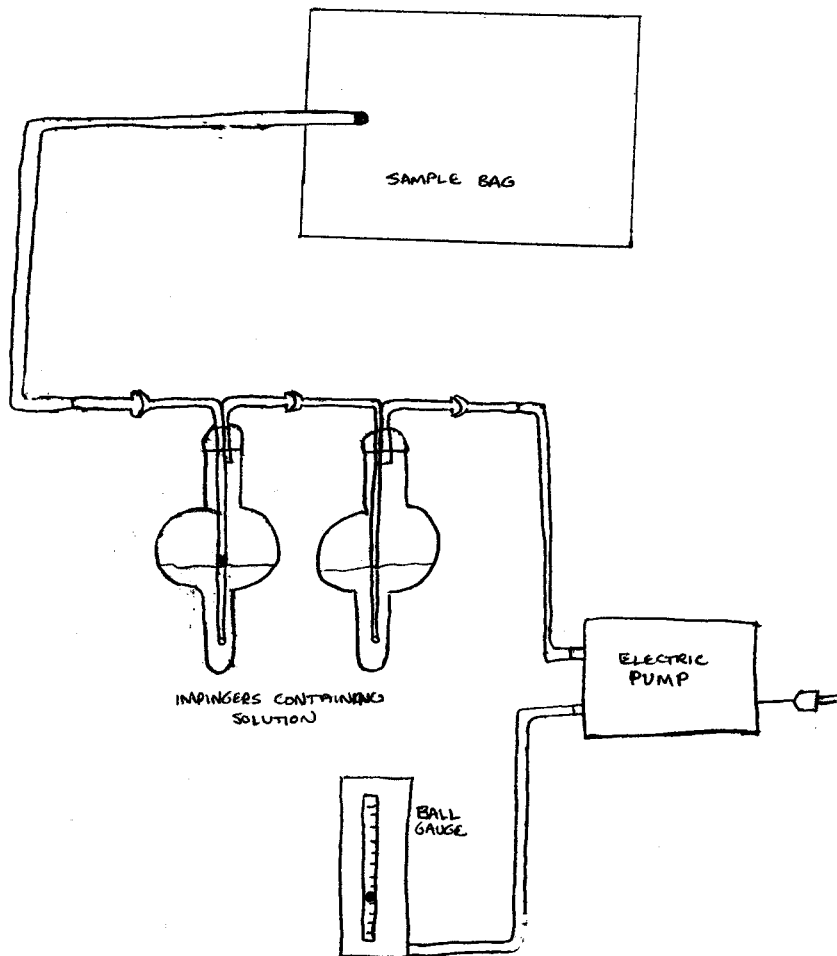 SAMPLE BAG
IMPINGERS CONTAINING
SOLUTION
ELECTRIC
PUMP
BALL
GAUGE